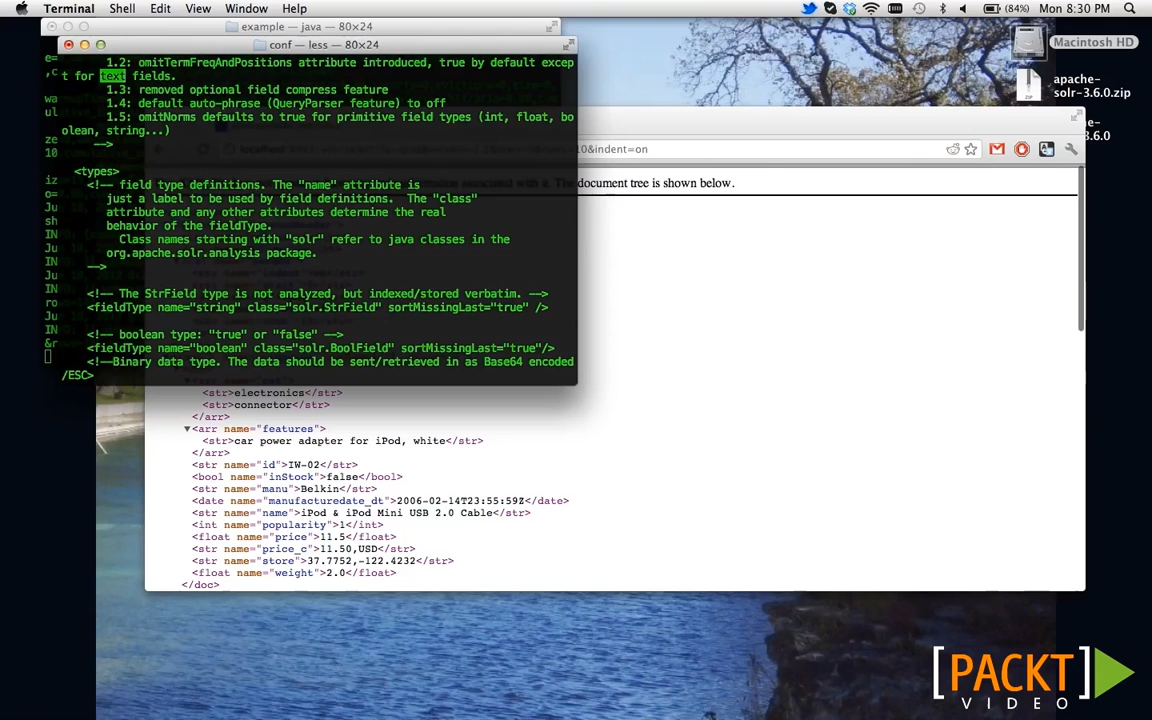 Terminal Shell Edit View Window Help (84%) Mon 8:30 PM
example — java — 80×24
conf — less — 80×24
Macintosh HD
apache-
solr-3.6.0.zip
1.2: omitTermFreqAndPositions attribute introduced, true by default excep
t for text fields.
1.3: removed optional field compress feature
1.4: default auto-phrase (QueryParser feature) to off
1.5: omitNorms defaults to true for primitive field types (int, float, bo
olean, string...)
-->
<types>
<!-- field type definitions. The "name" attribute is
just a label to be used by field definitions. The "class"
attribute and any other attributes determine the real
behavior of the fieldType.
Class names starting with "solr" refer to java classes in the
org.apache.solr.analysis package.
-->
<!-- The StrField type is not analyzed, but indexed/stored verbatim. -->
<fieldType name="string" class="solr.StrField" sortMissingLast="true" />
<!-- boolean type: "true" or "false" -->
<fieldType name="boolean" class="solr.BoolField" sortMissingLast="true"/>
<!--Binary data type. The data should be sent/retrieved in as Base64 encoded
/ESC>
10&indent=on
The document tree is shown below.
<str>electronics</str>
<str>connector</str>
</arr>
<arr name="features">
<str>car power adapter for iPod, white</str>
</arr>
<str name="id">IW-02</str>
<bool name="inStock">false</bool>
<str name="manu">Belkin</str>
<date name="manufacturedate_dt">2006-02-14T23:55:59Z</date>
<str name="name">iPod & iPod Mini USB 2.0 Cable</str>
<int name="popularity">1</int>
<float name="price">11.5</float>
<str name="price_c">11.50,USD</str>
<str name="store">37.7752,-122.4232</str>
<float name="weight">2.0</float>
</doc>
[PACKT]
VIDEO